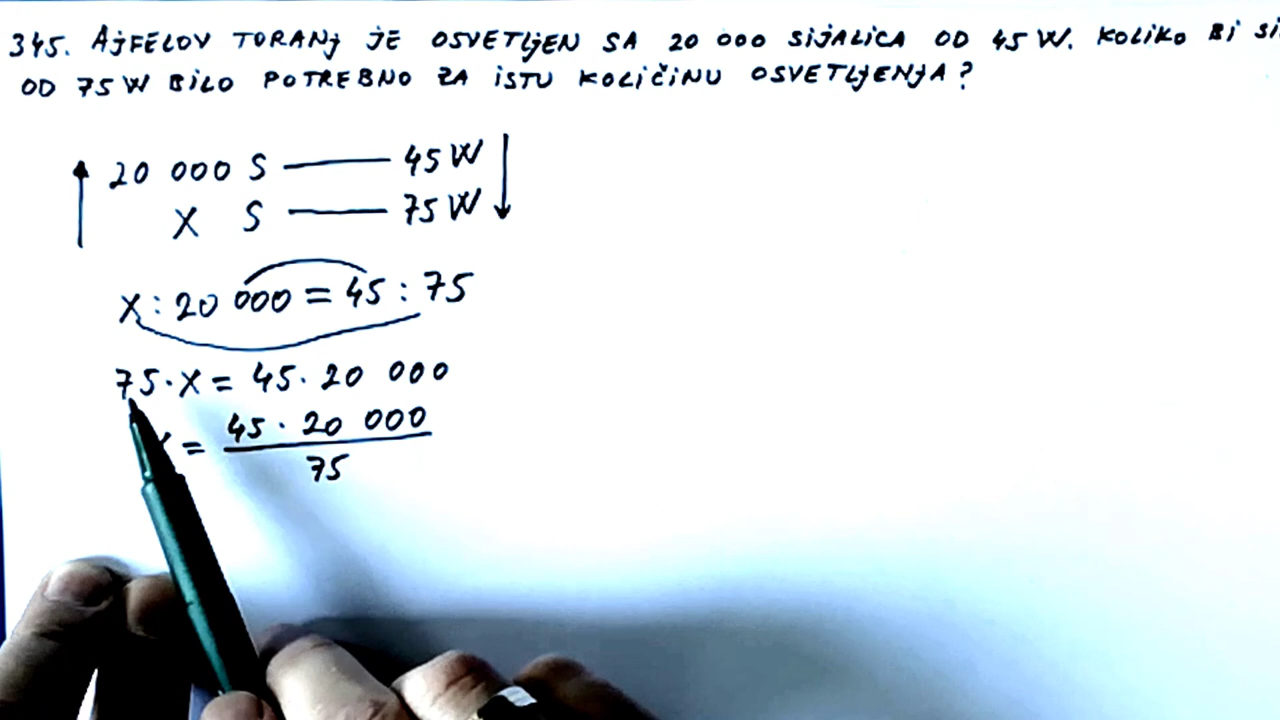 345. AJFELOV TORANJ JE OSVETLJEN SA 20 000 SIJALICA OD 45 W. KOLIKO BI
OD 75 W BILO POTREBNO ZA ISTU KOLIČINU OSVETLJENJA?
20 000 S — 45 W
X S — 75 W
X : 20 000 = 45 : 75
75 · X = 45 · 20 000
= 45 · 20 000
75